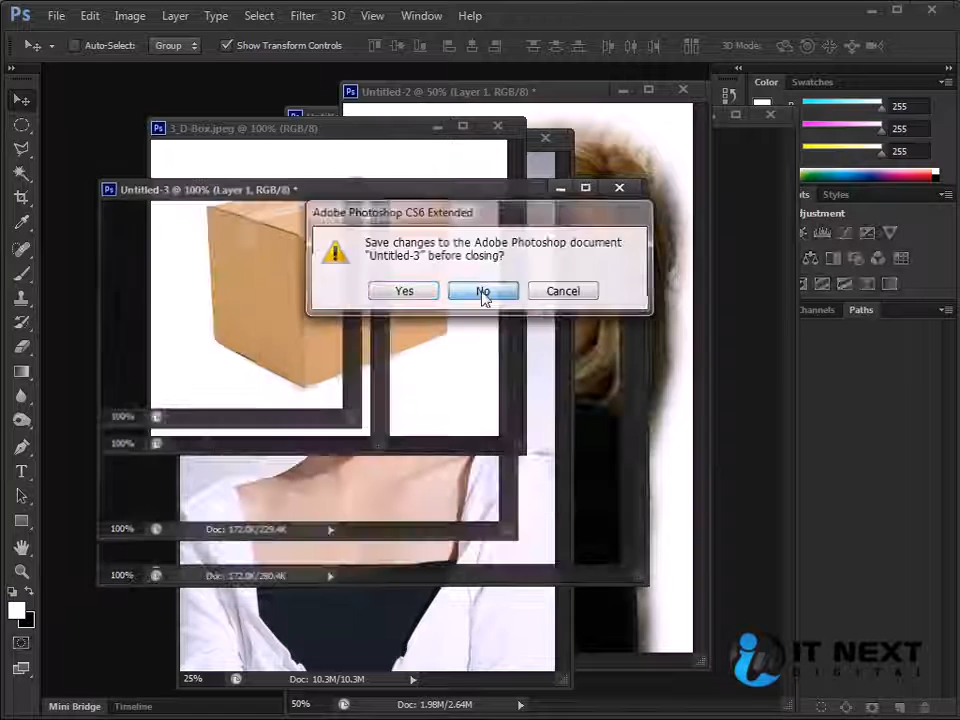 Ps File Edit Image Layer Type Select Filter 3D View Window Help
Auto-Select: Group Show Transform Controls 3D Mode:
Color Swatches
255
255
255
Ps Untitled-2 @ 50% (Layer 1, RGB/8) *
Ps 3_D-Box.jpeg @ 100% (RGB/8)
Ps Untitled-3 @ 100% (Layer 1, RGB/8) *
Styles
Adobe Photoshop CS6 Extended
Save changes to the Adobe Photoshop document
"Untitled-3" before closing?
Yes No Cancel
Paths
100%
100%
100% Doc: 172.0K/229.4K
100% Doc: 172.0K/280.4K
25% Doc: 10.3M/10.3M
50% Doc: 1.98M/2.64M
IT NEXT
DIGITAL
Mini Bridge Timeline